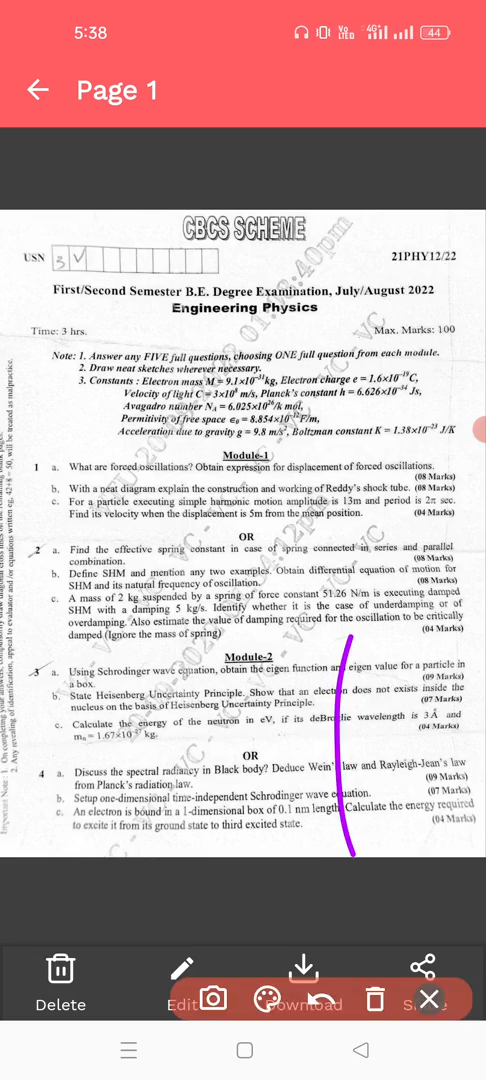 5:38
Vo LTED 4G+ 44
Page 1
CBCS SCHEME
USN 3 21PHY12/22
First/Second Semester B.E. Degree Examination, July/August 2022
Engineering Physics
Time: 3 hrs. Max. Marks: 100
Note: 1. Answer any FIVE full questions, choosing ONE full question from each module.
2. Draw neat sketches wherever necessary.
3. Constants : Electron mass M = 9.1×10⁻³¹kg, Electron charge e = 1.6×10⁻¹⁹C,
Velocity of light C = 3×10⁸ m/s, Planck's constant h = 6.626×10⁻³⁴ Js,
Avagadro number N_A = 6.025×10²⁶/k mol,
Permitivity of free space ε₀ = 8.854×10⁻¹²F/m,
Acceleration due to gravity g = 9.8 m/s², Boltzman constant K = 1.38×10⁻²³ J/K
Module-1
1 a. What are forced oscillations? Obtain expression for displacement of forced oscillations.
(08 Marks)
b. With a neat diagram explain the construction and working of Reddy's shock tube. (08 Marks)
c. For a particle executing simple harmonic motion amplitude is 13m and period is 2π sec.
Find its velocity when the displacement is 5m from the mean position. (04 Marks)
OR
2 a. Find the effective spring constant in case of spring connected in series and parallel
combination. (08 Marks)
b. Define SHM and mention any two examples. Obtain differential equation of motion for
SHM and its natural frequency of oscillation. (08 Marks)
c. A mass of 2 kg suspended by a spring of force constant 51.26 N/m is executing damped
SHM with a damping 5 kg/s. Identify whether it is the case of underdamping or of
overdamping. Also estimate the value of damping required for the oscillation to be critically
damped (Ignore the mass of spring) (04 Marks)
Module-2
3 a. Using Schrodinger wave equation, obtain the eigen function and eigen value for a particle in
a box. (09 Marks)
b. State Heisenberg Uncertainty Principle. Show that an electron does not exists inside the
nucleus on the basis of Heisenberg Uncertainty Principle. (07 Marks)
c. Calculate the energy of the neutron in eV, if its deBroglie wavelength is 3 Å and
mₙ = 1.67×10⁻²⁷ kg. (04 Marks)
OR
4 a. Discuss the spectral radiancy in Black body? Deduce Wein's law and Rayleigh-Jean's law
from Planck's radiation law. (09 Marks)
b. Setup one-dimensional time-independent Schrodinger wave equation. (07 Marks)
c. An electron is bound in a 1-dimensional box of 0.1 nm length. Calculate the energy required
to excite it from its ground state to third excited state. (04 Marks)
Delete Edit Download